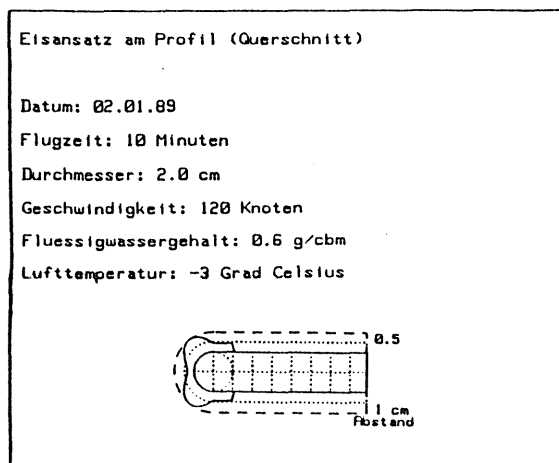 Eisansatz am Profil (Querschnitt)
Datum: 02.01.89
Flugzeit: 10 Minuten
Durchmesser: 2.0 cm
Geschwindigkeit: 120 Knoten
Fluessigwassergehalt: 0.6 g/cbm
Lufttemperatur: -3 Grad Celsius
0.5
1 cm
Abstand